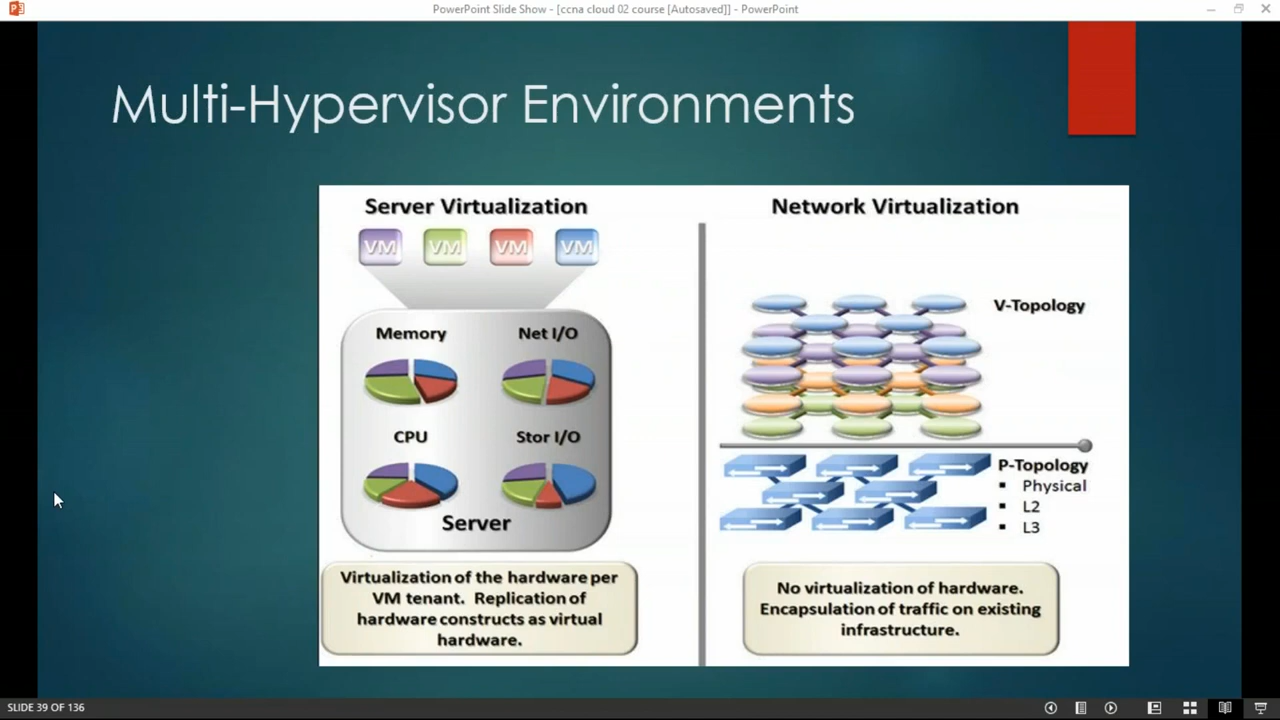 PowerPoint Slide Show - [ccna cloud 02 course [Autosaved]] - PowerPoint
Multi-Hypervisor Environments
Server Virtualization
VM VM VM VM
Memory Net I/O
CPU Stor I/O
Server
Virtualization of the hardware per
VM tenant. Replication of
hardware constructs as virtual
hardware.
Network Virtualization
V-Topology
P-Topology
▪ Physical
▪ L2
▪ L3
No virtualization of hardware.
Encapsulation of traffic on existing
infrastructure.
SLIDE 39 OF 136